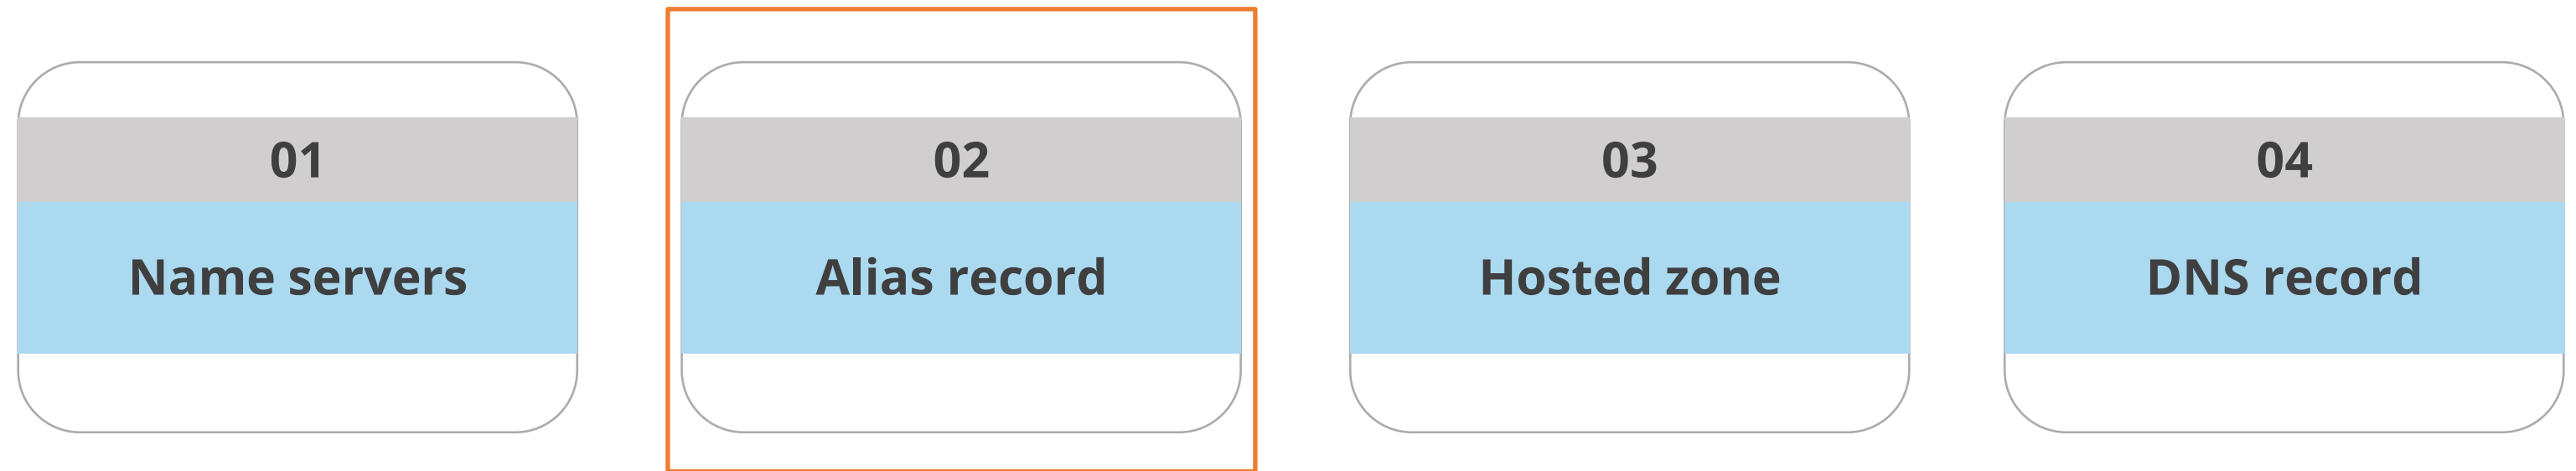 01
Name servers
02
Alias record
03
Hosted zone
04
DNS record